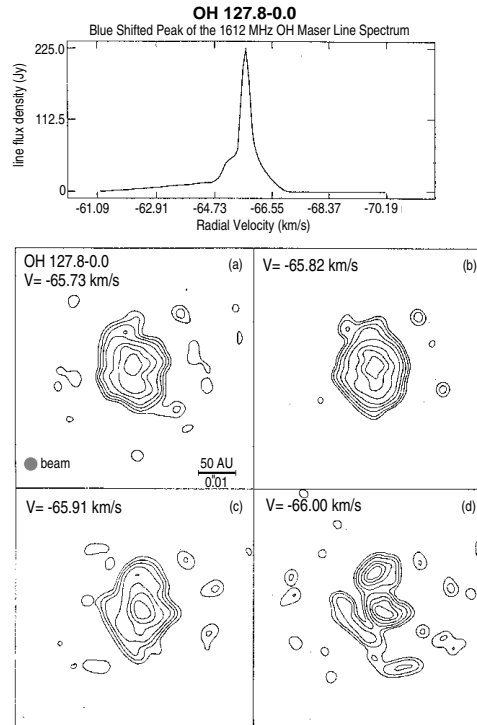 OH 127.8-0.0
Blue Shifted Peak of the 1612 MHz OH Maser Line Spectrum
line flux density (Jy)
225.0
112.5
0
-61.09 -62.91 -64.73 -66.55 -68.37 -70.19
Radial Velocity (km/s)
OH 127.8-0.0 (a)
V= -65.73 km/s
V= -65.82 km/s (b)
beam
50 AU
0.″01
V= -65.91 km/s (c)
V= -66.00 km/s (d)